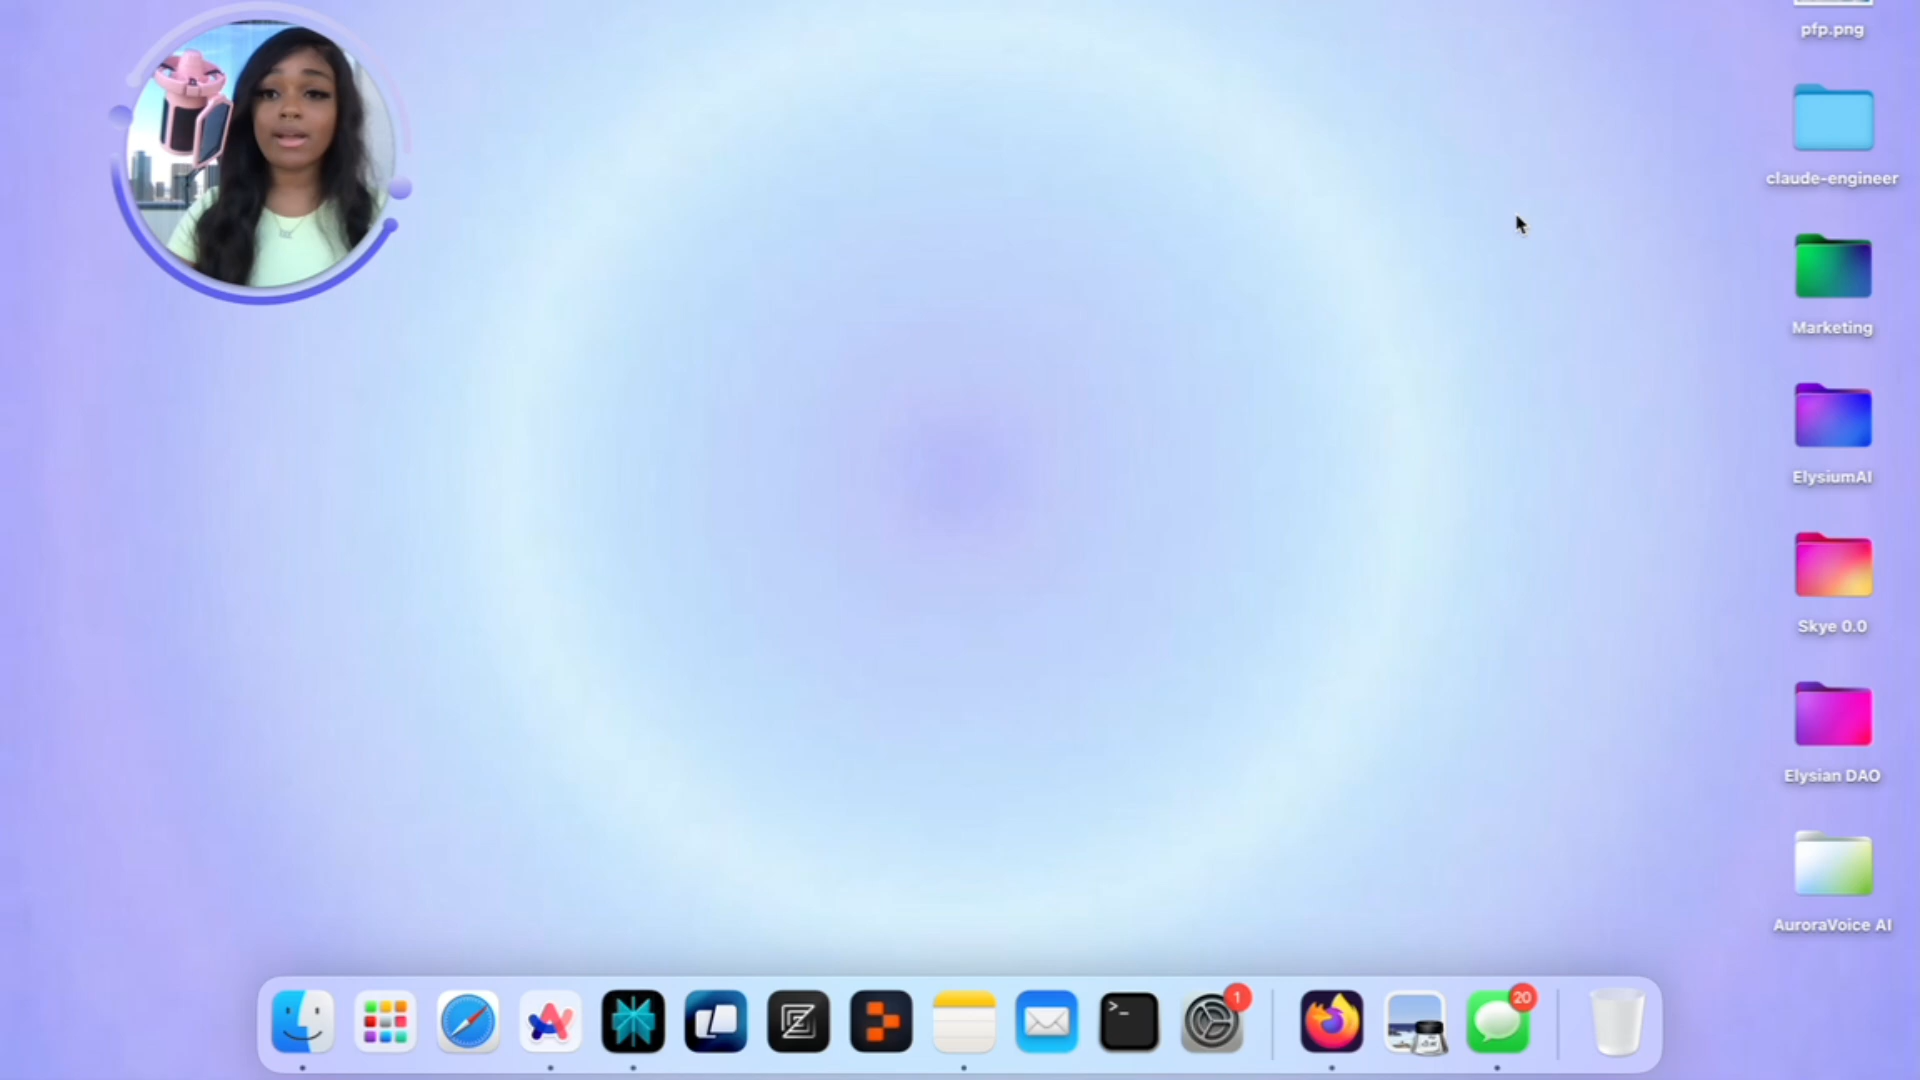 pfp.png
claude-engineer
Marketing
ElysiumAI
Skye 0.0
Elysian DAO
AuroraVoice AI
>_
1
20